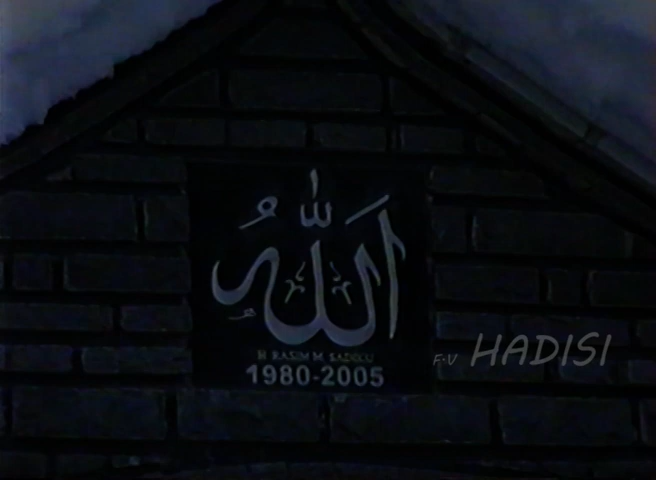 الله
H. RASIM M. SADIKU
1980-2005
F-V HADISI